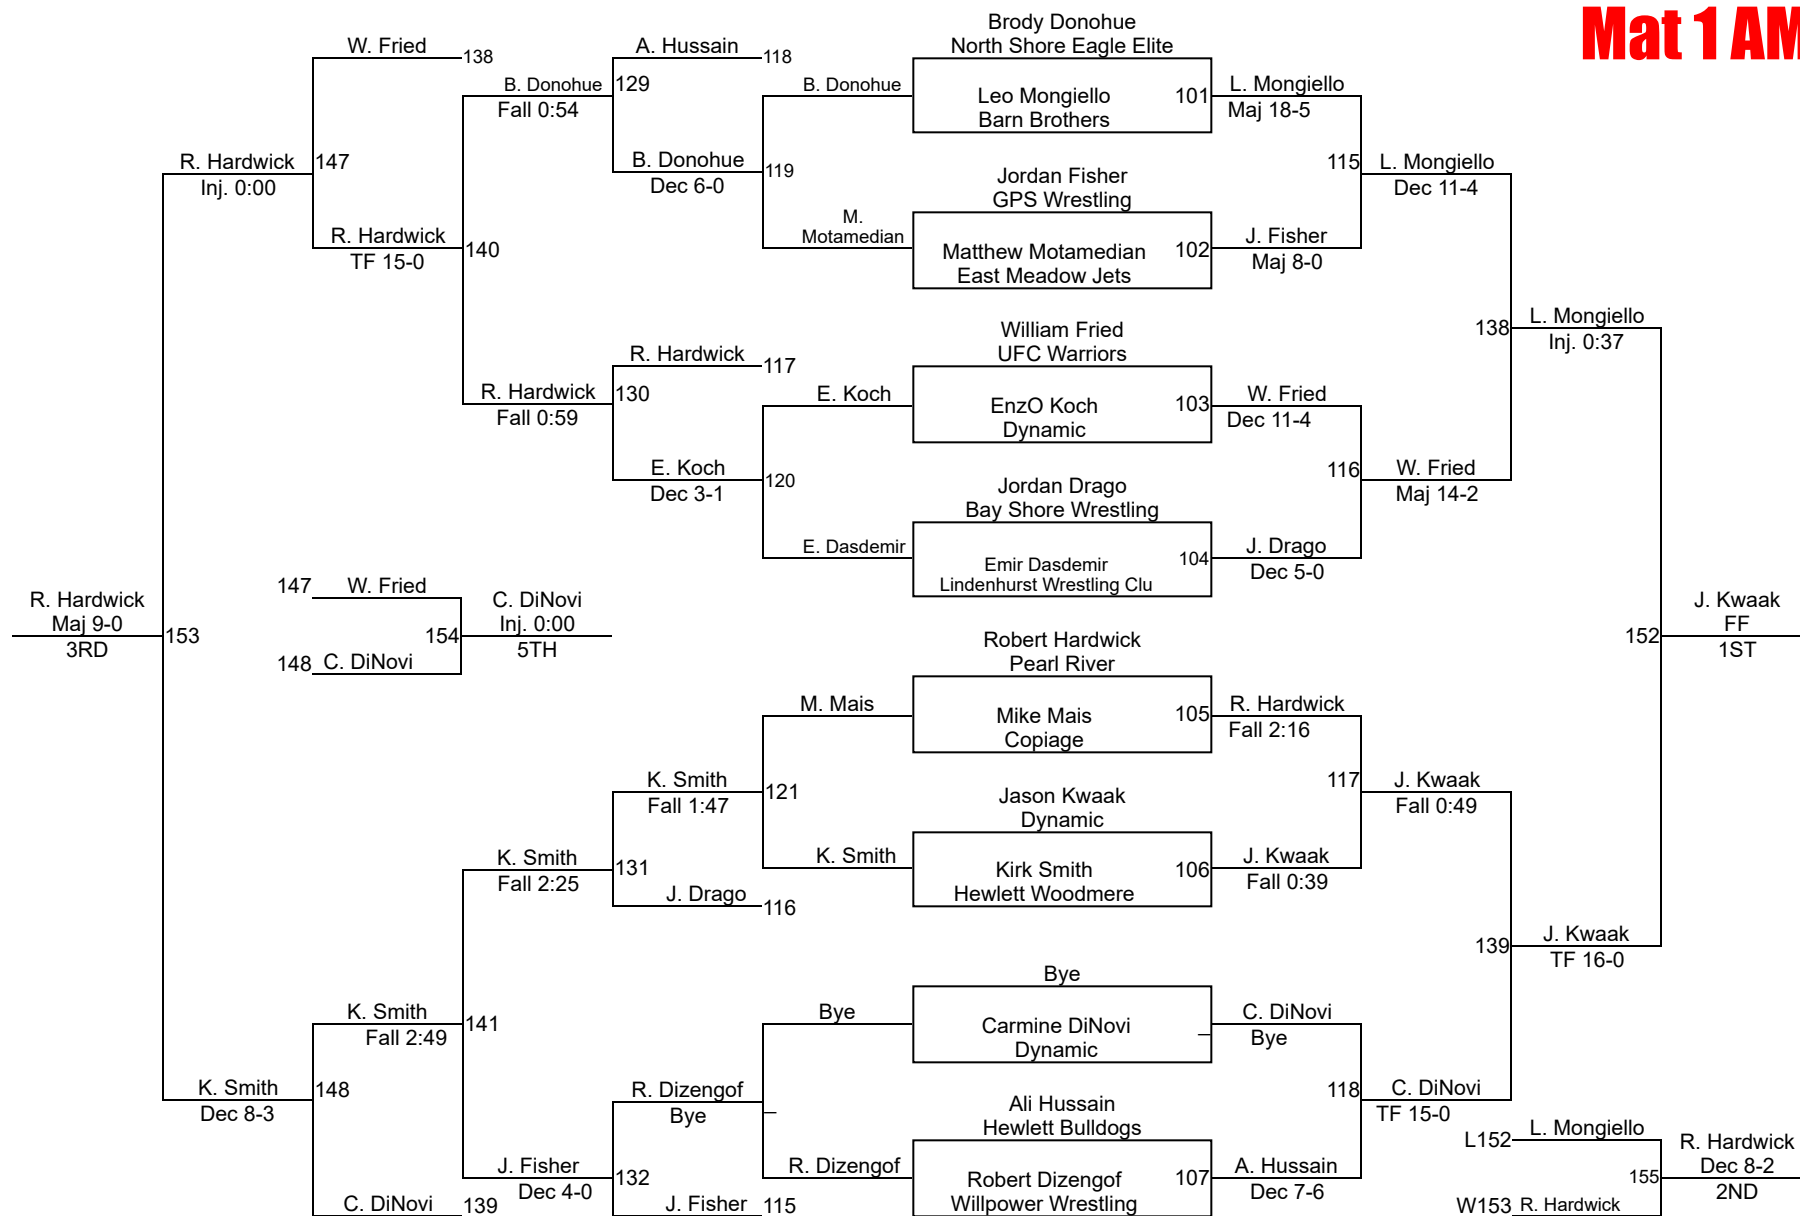 Mat 1 AM
Brody Donohue
North Shore Eagle Elite
W. Fried
138
A. Hussain
118
B. Donohue
Fall 0:54
129
B. Donohue
Leo Mongiello
Barn Brothers
101
L. Mongiello
Maj 18-5
R. Hardwick
Inj. 0:00
147
B. Donohue
Dec 6-0
119
Jordan Fisher
GPS Wrestling
115
L. Mongiello
Dec 11-4
R. Hardwick
TF 15-0
140
M.
Motamedian
Matthew Motamedian
East Meadow Jets
102
J. Fisher
Maj 8-0
William Fried
UFC Warriors
138
L. Mongiello
Inj. 0:37
R. Hardwick
117
R. Hardwick
Fall 0:59
130
E. Koch
EnzO Koch
Dynamic
103
W. Fried
Dec 11-4
E. Koch
Dec 3-1
120
Jordan Drago
Bay Shore Wrestling
116
W. Fried
Maj 14-2
E. Dasdemir
Emir Dasdemir
Lindenhurst Wrestling Clu
104
J. Drago
Dec 5-0
147
W. Fried
R. Hardwick
Maj 9-0
3RD
153
154
C. DiNovi
Inj. 0:00
5TH
148
C. DiNovi
Robert Hardwick
Pearl River
152
J. Kwaak
FF
1ST
M. Mais
Mike Mais
Copiage
105
R. Hardwick
Fall 2:16
K. Smith
Fall 1:47
121
Jason Kwaak
Dynamic
117
J. Kwaak
Fall 0:49
K. Smith
Fall 2:25
131
K. Smith
Kirk Smith
Hewlett Woodmere
106
J. Kwaak
Fall 0:39
J. Drago
116
139
J. Kwaak
TF 16-0
Bye
K. Smith
Fall 2:49
141
Bye
Carmine DiNovi
Dynamic
_
C. DiNovi
Bye
K. Smith
Dec 8-3
148
R. Dizengof
Bye
_
Ali Hussain
Hewlett Bulldogs
118
C. DiNovi
TF 15-0
L152
L. Mongiello
J. Fisher
Dec 4-0
132
R. Dizengof
Robert Dizengof
Willpower Wrestling
107
A. Hussain
Dec 7-6
155
R. Hardwick
Dec 8-2
2ND
C. DiNovi
139
J. Fisher
115
W153
R. Hardwick